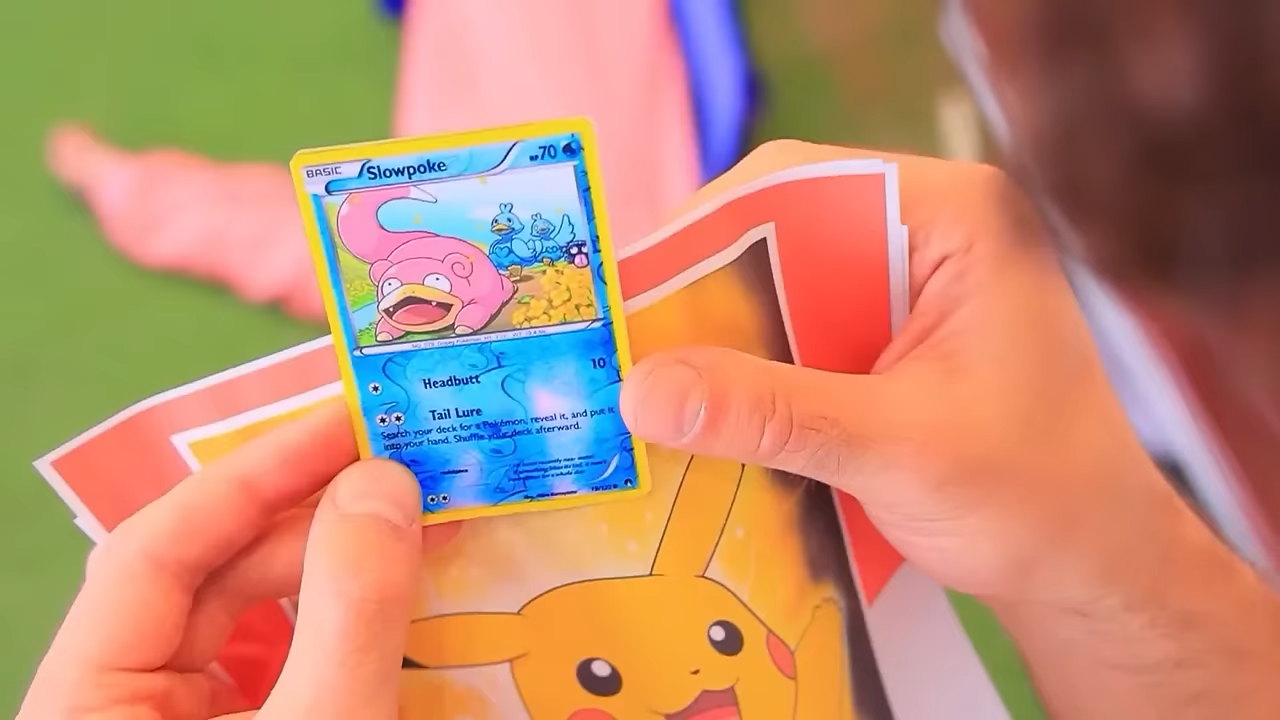 BASIC Slowpoke HP70
10
Headbutt
Tail Lure
Search your deck for a Pokémon, reveal it, and put it
into your hand. Shuffle your deck afterward.